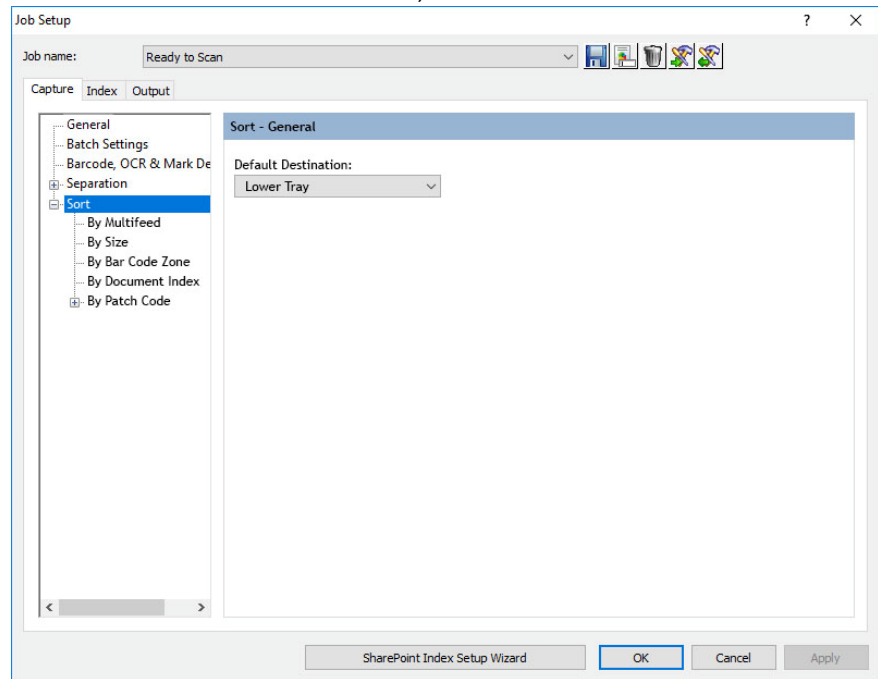 Job Setup ? X
Job name: Ready to Scan
Capture Index Output
General
Batch Settings
Barcode, OCR & Mark De
Separation
Sort
By Multifeed
By Size
By Bar Code Zone
By Document Index
By Patch Code
Sort - General
Default Destination:
Lower Tray
SharePoint Index Setup Wizard OK Cancel Apply